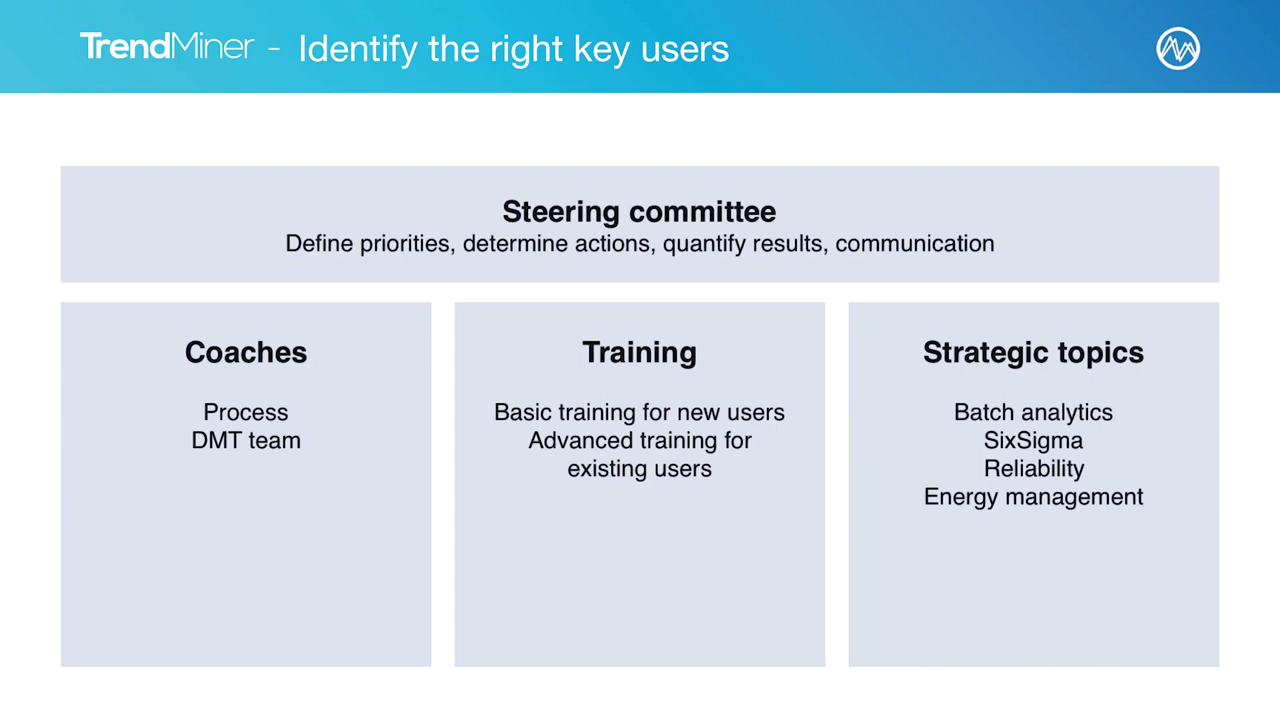 TrendMiner - Identify the right key users
Steering committee
Define priorities, determine actions, quantify results, communication
Coaches
Process
DMT team
Training
Basic training for new users
Advanced training for
existing users
Strategic topics
Batch analytics
SixSigma
Reliability
Energy management